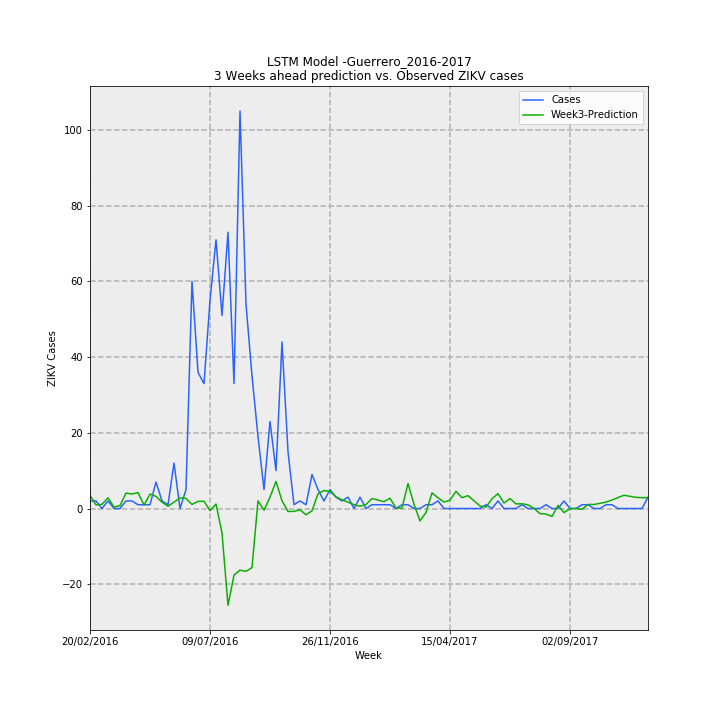 LSTM Model -Guerrero_2016-2017
3 Weeks ahead prediction vs. Observed ZIKV cases
Cases
Week3-Prediction
100
80
60
40
20
0
−20
ZIKV Cases
20/02/2016 09/07/2016 26/11/2016 15/04/2017 02/09/2017
Week